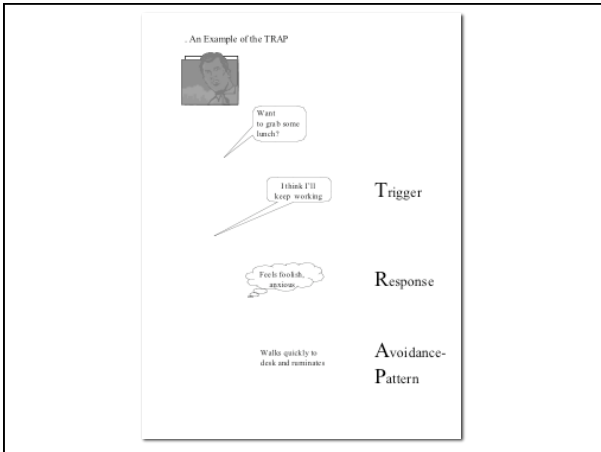 . An Example of the TRAP
Want
to grab some
lunch?
I think I'll
keep working
Trigger
Feels foolish,
anxious
Response
Walks quickly to
desk and ruminates
Avoidance-
Pattern